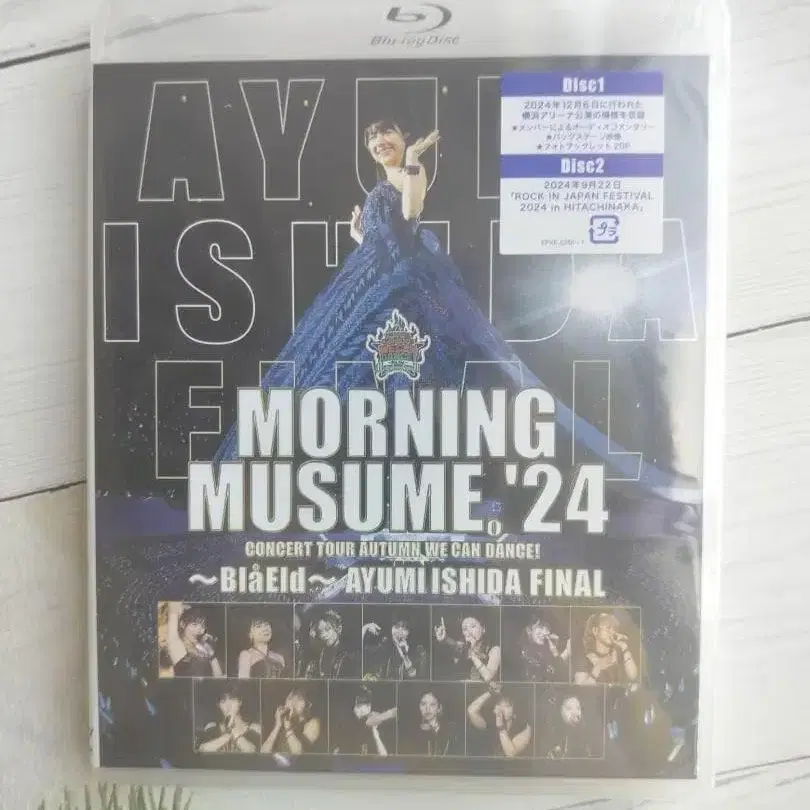 Blu-ray Disc
AYUMI
ISHIDA
FINAL
Disc1
2024年12月6日に行われた
横浜アリーナ公演の模様を収録
★メンバーによるオーディオコメンタリー
★バックステージ映像
★フォトブックレット20P
Disc2
2024年9月22日
「ROCK IN JAPAN FESTIVAL
2024 in HITACHINAKA」
プラ
MORNING
MUSUME。'24
CONCERT TOUR AUTUMN WE CAN DANCE!
～BlåEld～ AYUMI ISHIDA FINAL